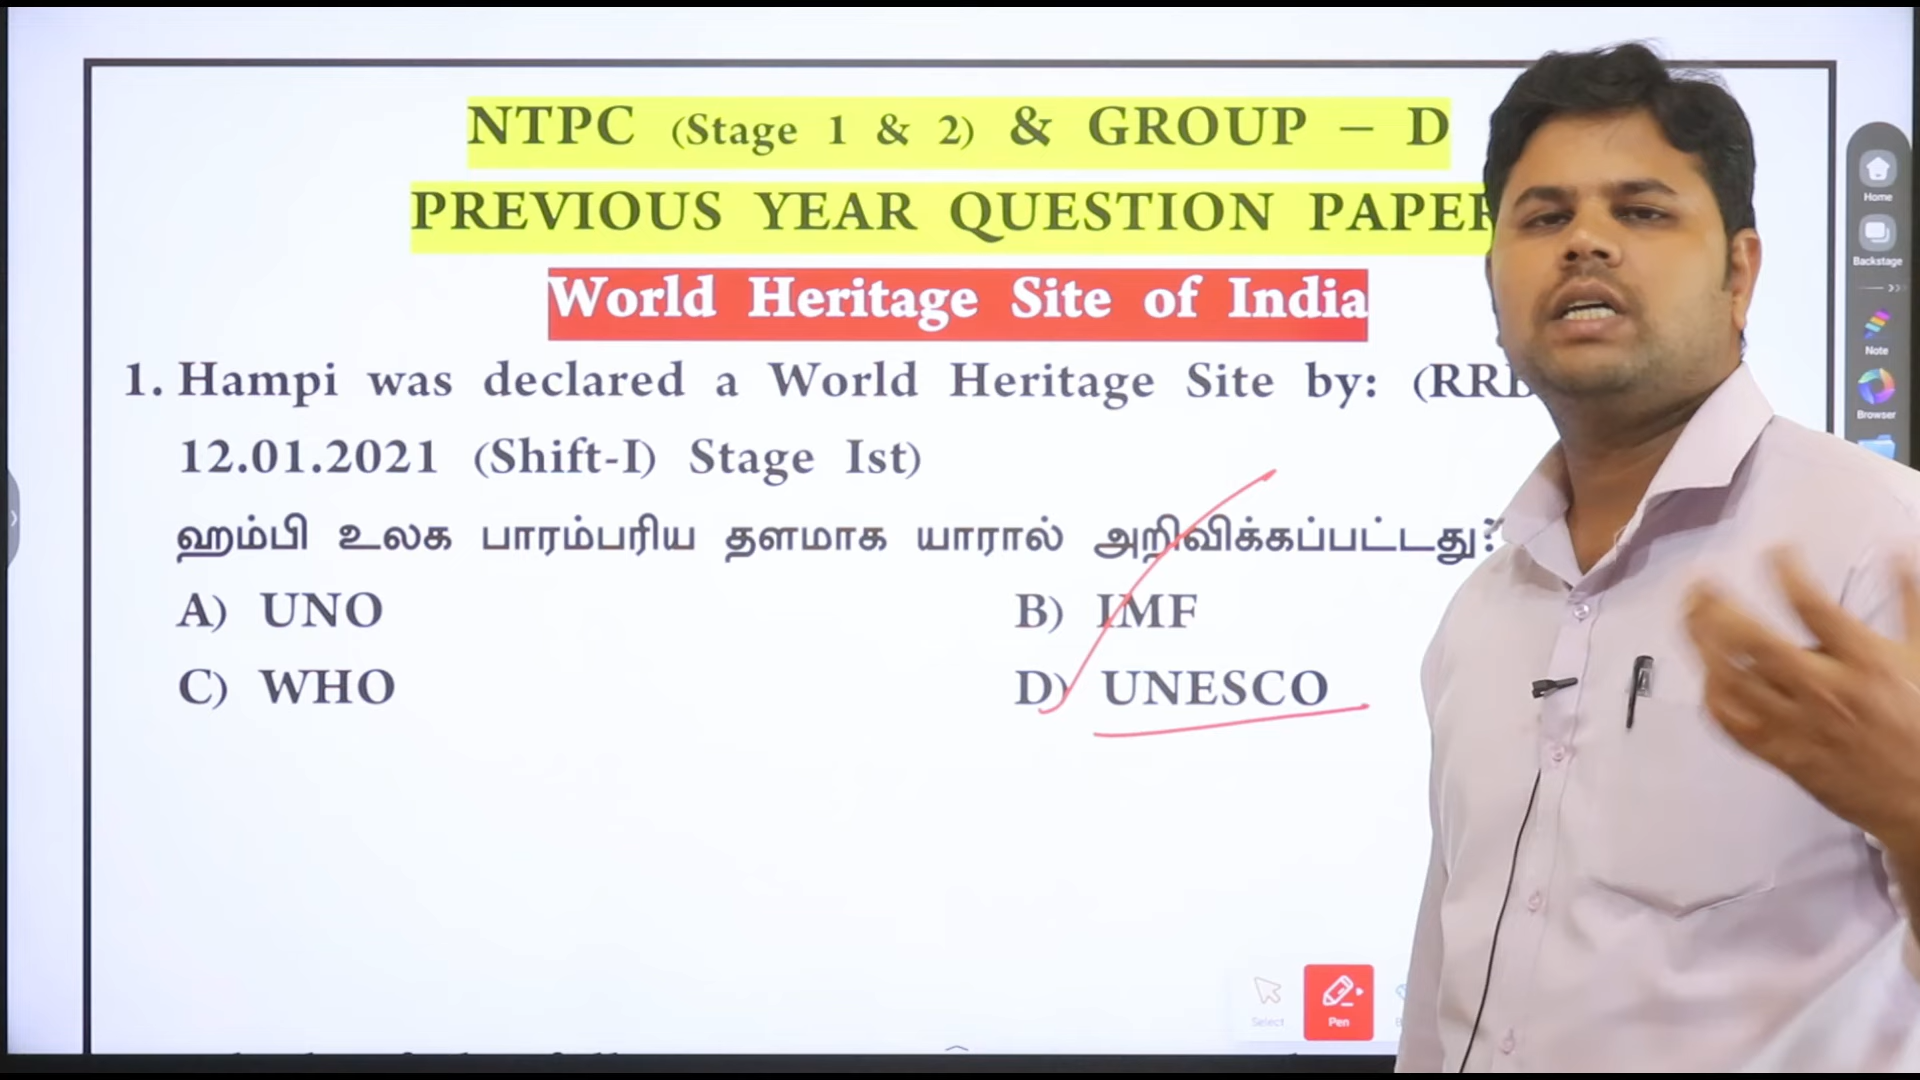 NTPC (Stage 1 & 2) & GROUP – D
PREVIOUS YEAR QUESTION PAPER
World Heritage Site of India
1. Hampi was declared a World Heritage Site by: (RRB
12.01.2021 (Shift-I) Stage Ist)
ஹம்பி உலக பாரம்பரிய தளமாக யாரால் அறிவிக்கப்பட்டது?
A) UNO
B) IMF
C) WHO
D) UNESCO
Home
Backstage
Note
Browser
Select
Pen